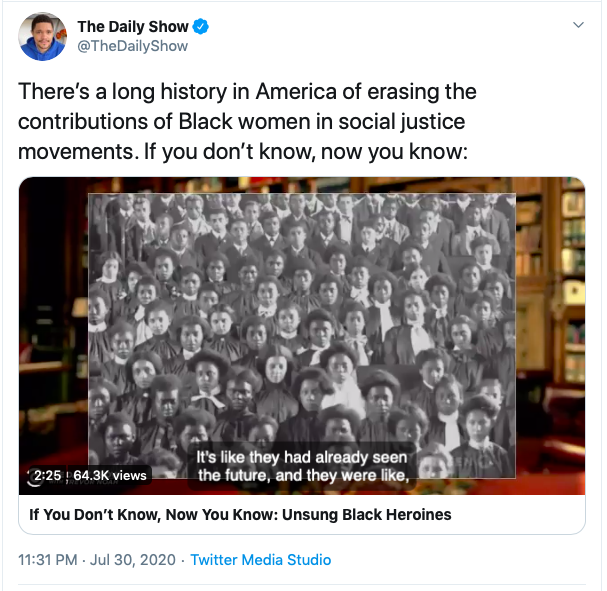 The Daily Show
@TheDailyShow
There's a long history in America of erasing the
contributions of Black women in social justice
movements. If you don't know, now you know:
It's like they had already seen
the future, and they were like,
2:25 64.3K views
If You Don't Know, Now You Know: Unsung Black Heroines
11:31 PM · Jul 30, 2020 · Twitter Media Studio